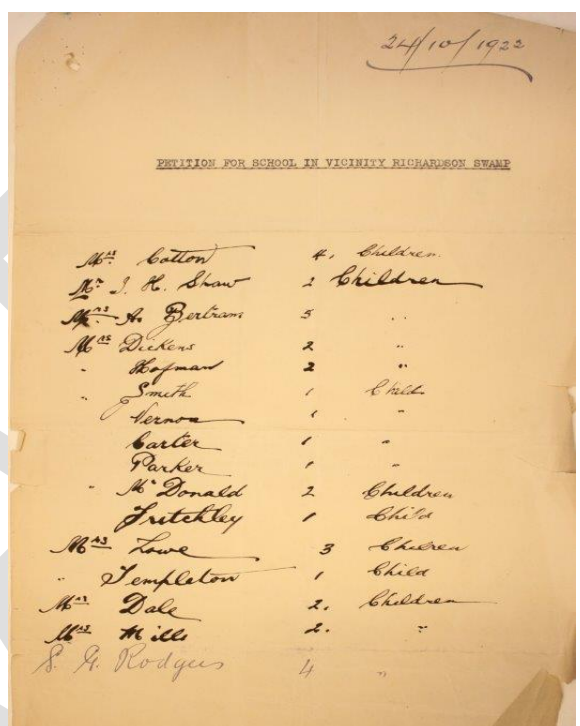 24/10/1922
PETITION FOR SCHOOL IN VICINITY RICHARDSON SWAMP
Mrs. Cotton 4. Children.
Mr J. H. Shaw 2 Children
Mrs A. Bertram 5 "
Mrs Dickens 2 "
" Hofman 2 "
" Smith 1 Child.
Vernon 1 "
Carter 1 "
Parker 1 "
" McDonald 2 Children
Fritchley 1 Child
Mrs Lowe 3 Children
" Templeton 1 Child
Mrs Dale 2. Children
Mrs Mills 2. "
S. G. Rodgers 4 "